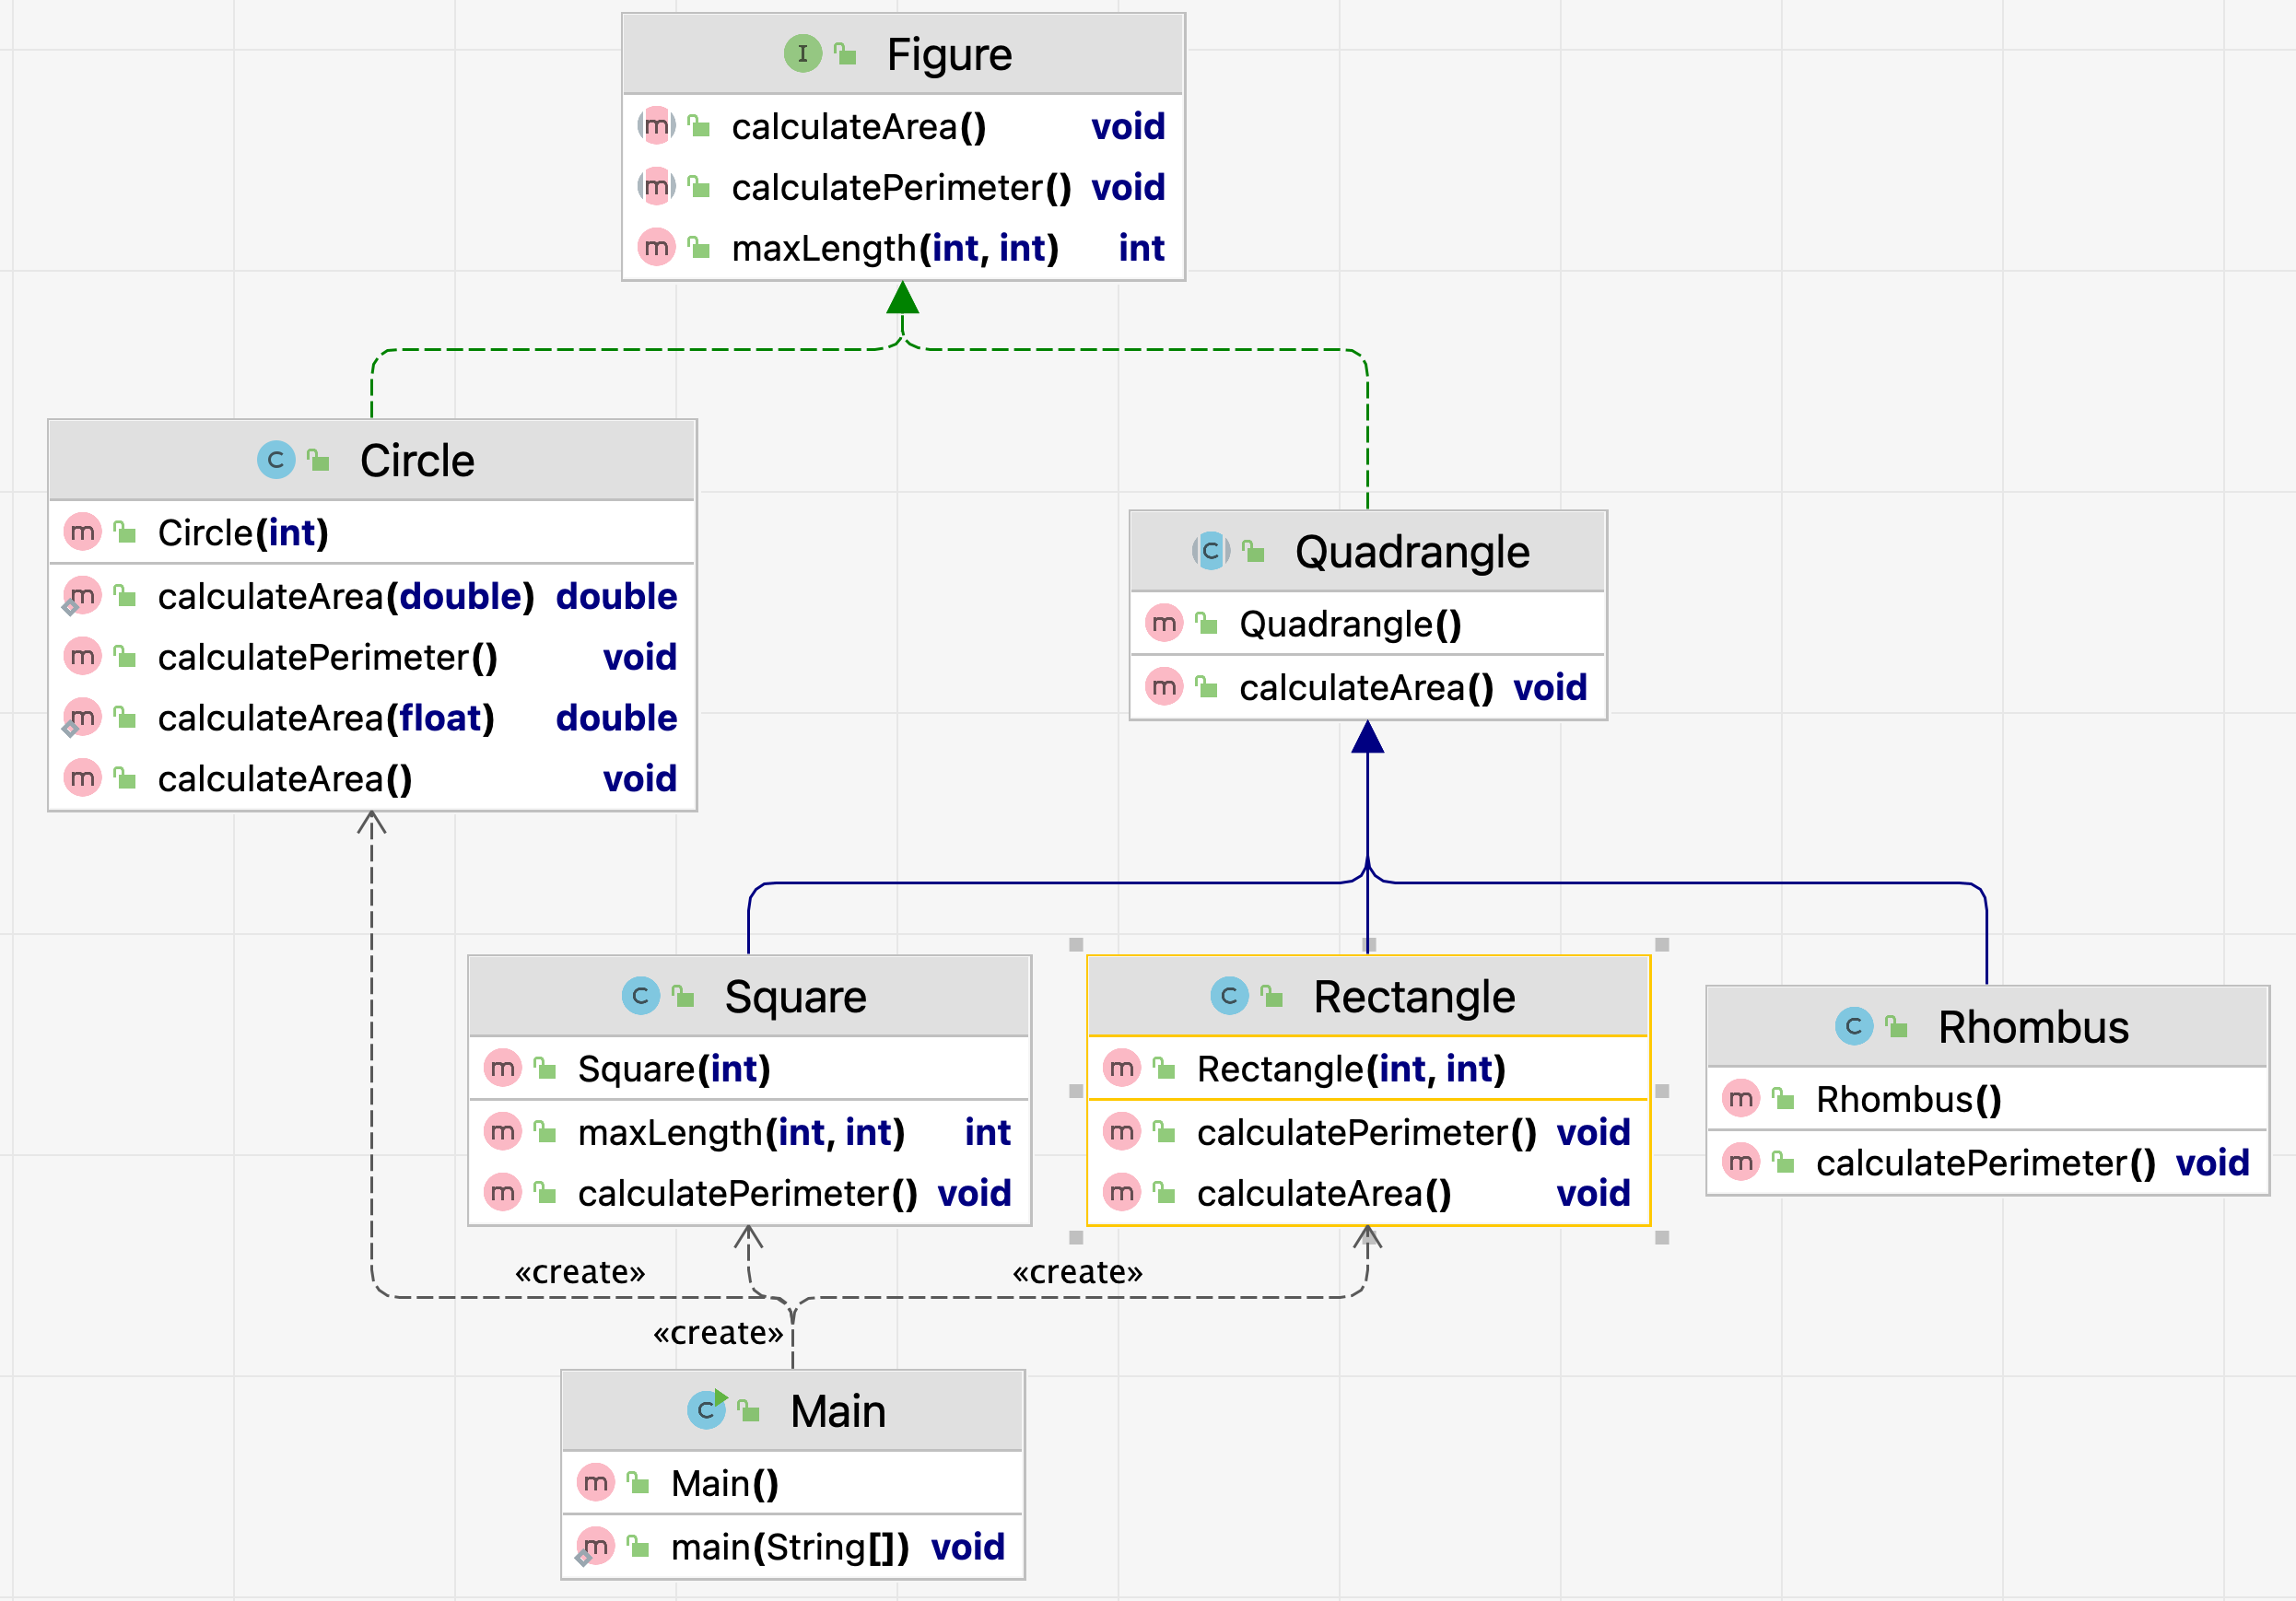 Figure
calculateArea() void
calculatePerimeter() void
maxLength(int, int) int
Circle
Circle(int)
calculateArea(double) double
calculatePerimeter() void
calculateArea(float) double
calculateArea() void
Quadrangle
Quadrangle()
calculateArea() void
Square
Square(int)
maxLength(int, int) int
calculatePerimeter() void
Rectangle
Rectangle(int, int)
calculatePerimeter() void
calculateArea() void
Rhombus
Rhombus()
calculatePerimeter() void
«create»
«create»
«create»
Main
Main()
main(String[]) void